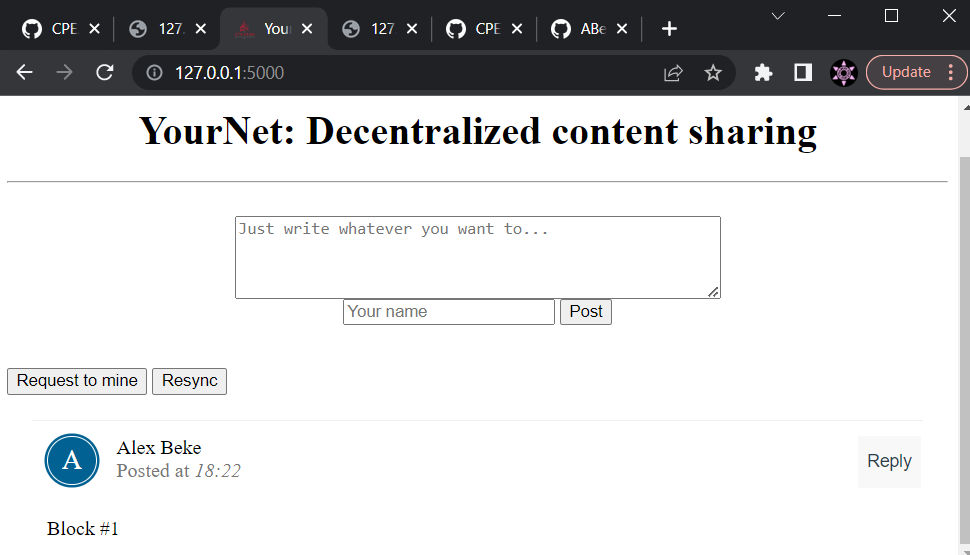 CPE 127. Your 127 CPE ABe
127.0.0.1:5000 Update
YourNet: Decentralized content sharing
Just write whatever you want to...
Your name Post
Request to mine Resync
A Alex Beke
Posted at 18:22
Reply
Block #1